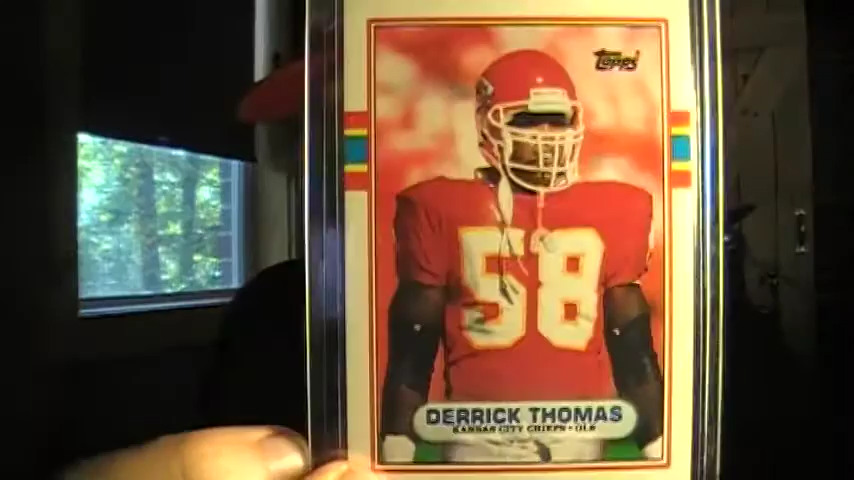 Topps
58
DERRICK THOMAS
KANSAS CITY CHIEFS • OLB